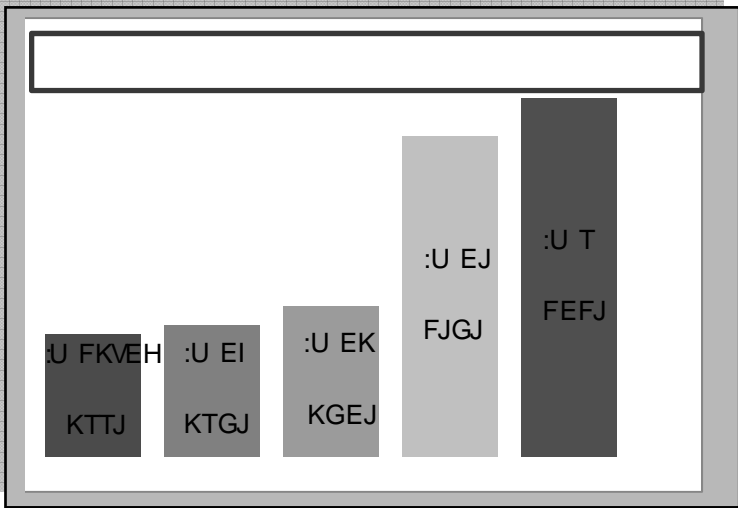 :U FKVEH
KTTJ
:U EI
KTGJ
:U EK
KGEJ
:U EJ
FJGJ
:U T
FEFJ